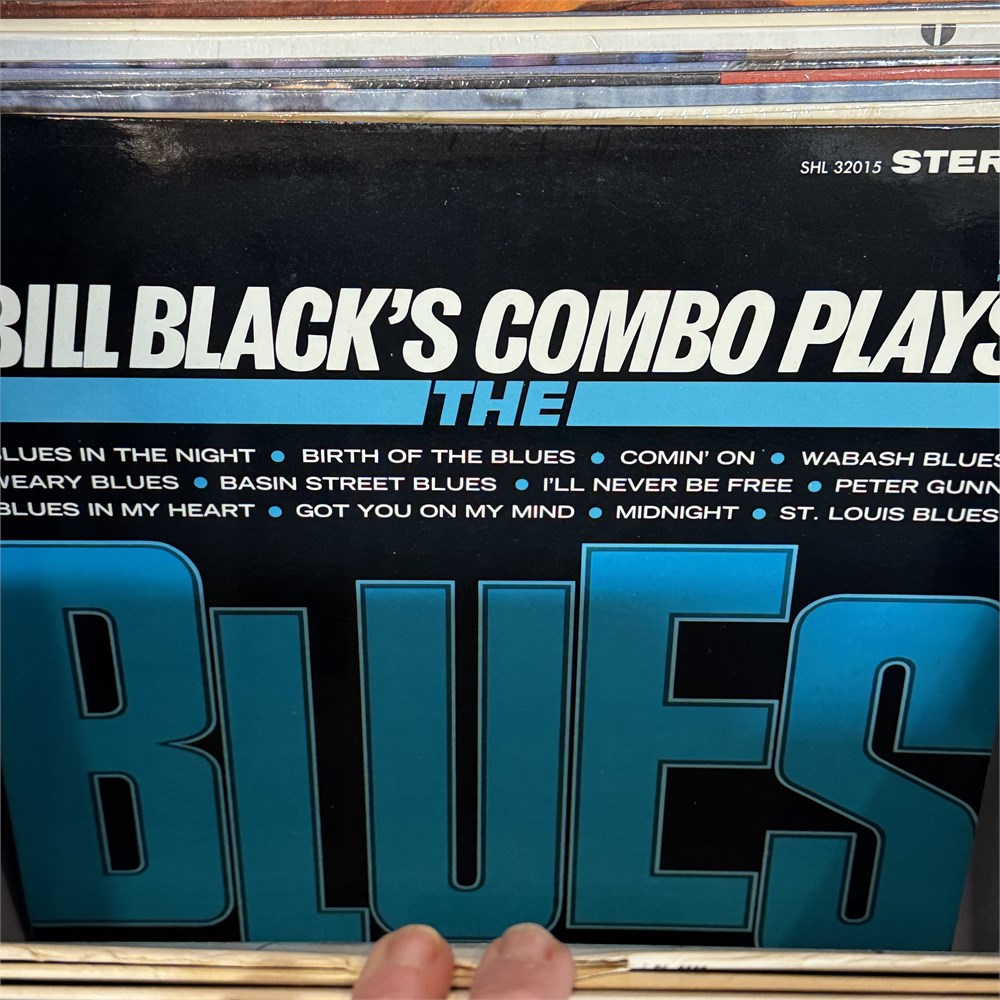 SHL 32015 STER
BILL BLACK'S COMBO PLAYS
THE
BLUES IN THE NIGHT • BIRTH OF THE BLUES • COMIN' ON • WABASH BLUES
WEARY BLUES • BASIN STREET BLUES • I'LL NEVER BE FREE • PETER GUNN
BLUES IN MY HEART • GOT YOU ON MY MIND • MIDNIGHT • ST. LOUIS BLUES
BLUES